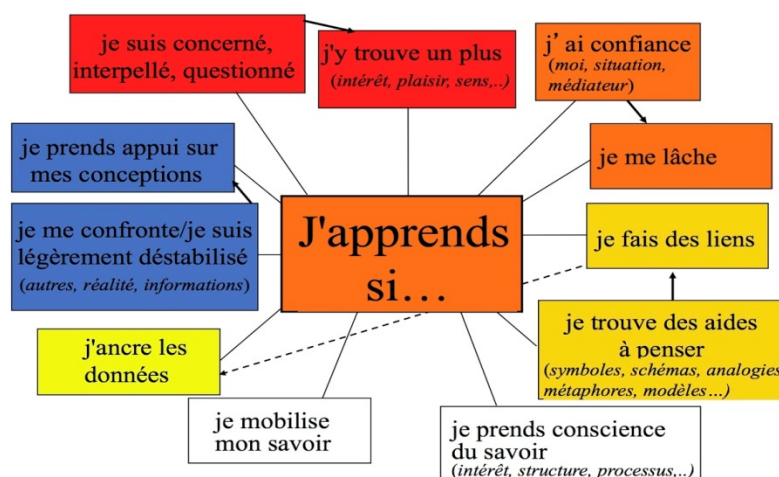 je suis concerné,
interpellé, questionné
j'y trouve un plus
(intérêt, plaisir, sens,..)
j' ai confiance
(moi, situation,
médiateur)
je prends appui sur
mes conceptions
je me lâche
je me confronte/je suis
légèrement déstabilisé
(autres, réalité, informations)
J'apprends
si…
je fais des liens
j'ancre les
données
je trouve des aides
à penser
(symboles, schémas, analogies
métaphores, modèles…)
je mobilise
mon savoir
je prends conscience
du savoir
(intérêt, structure, processus,..)